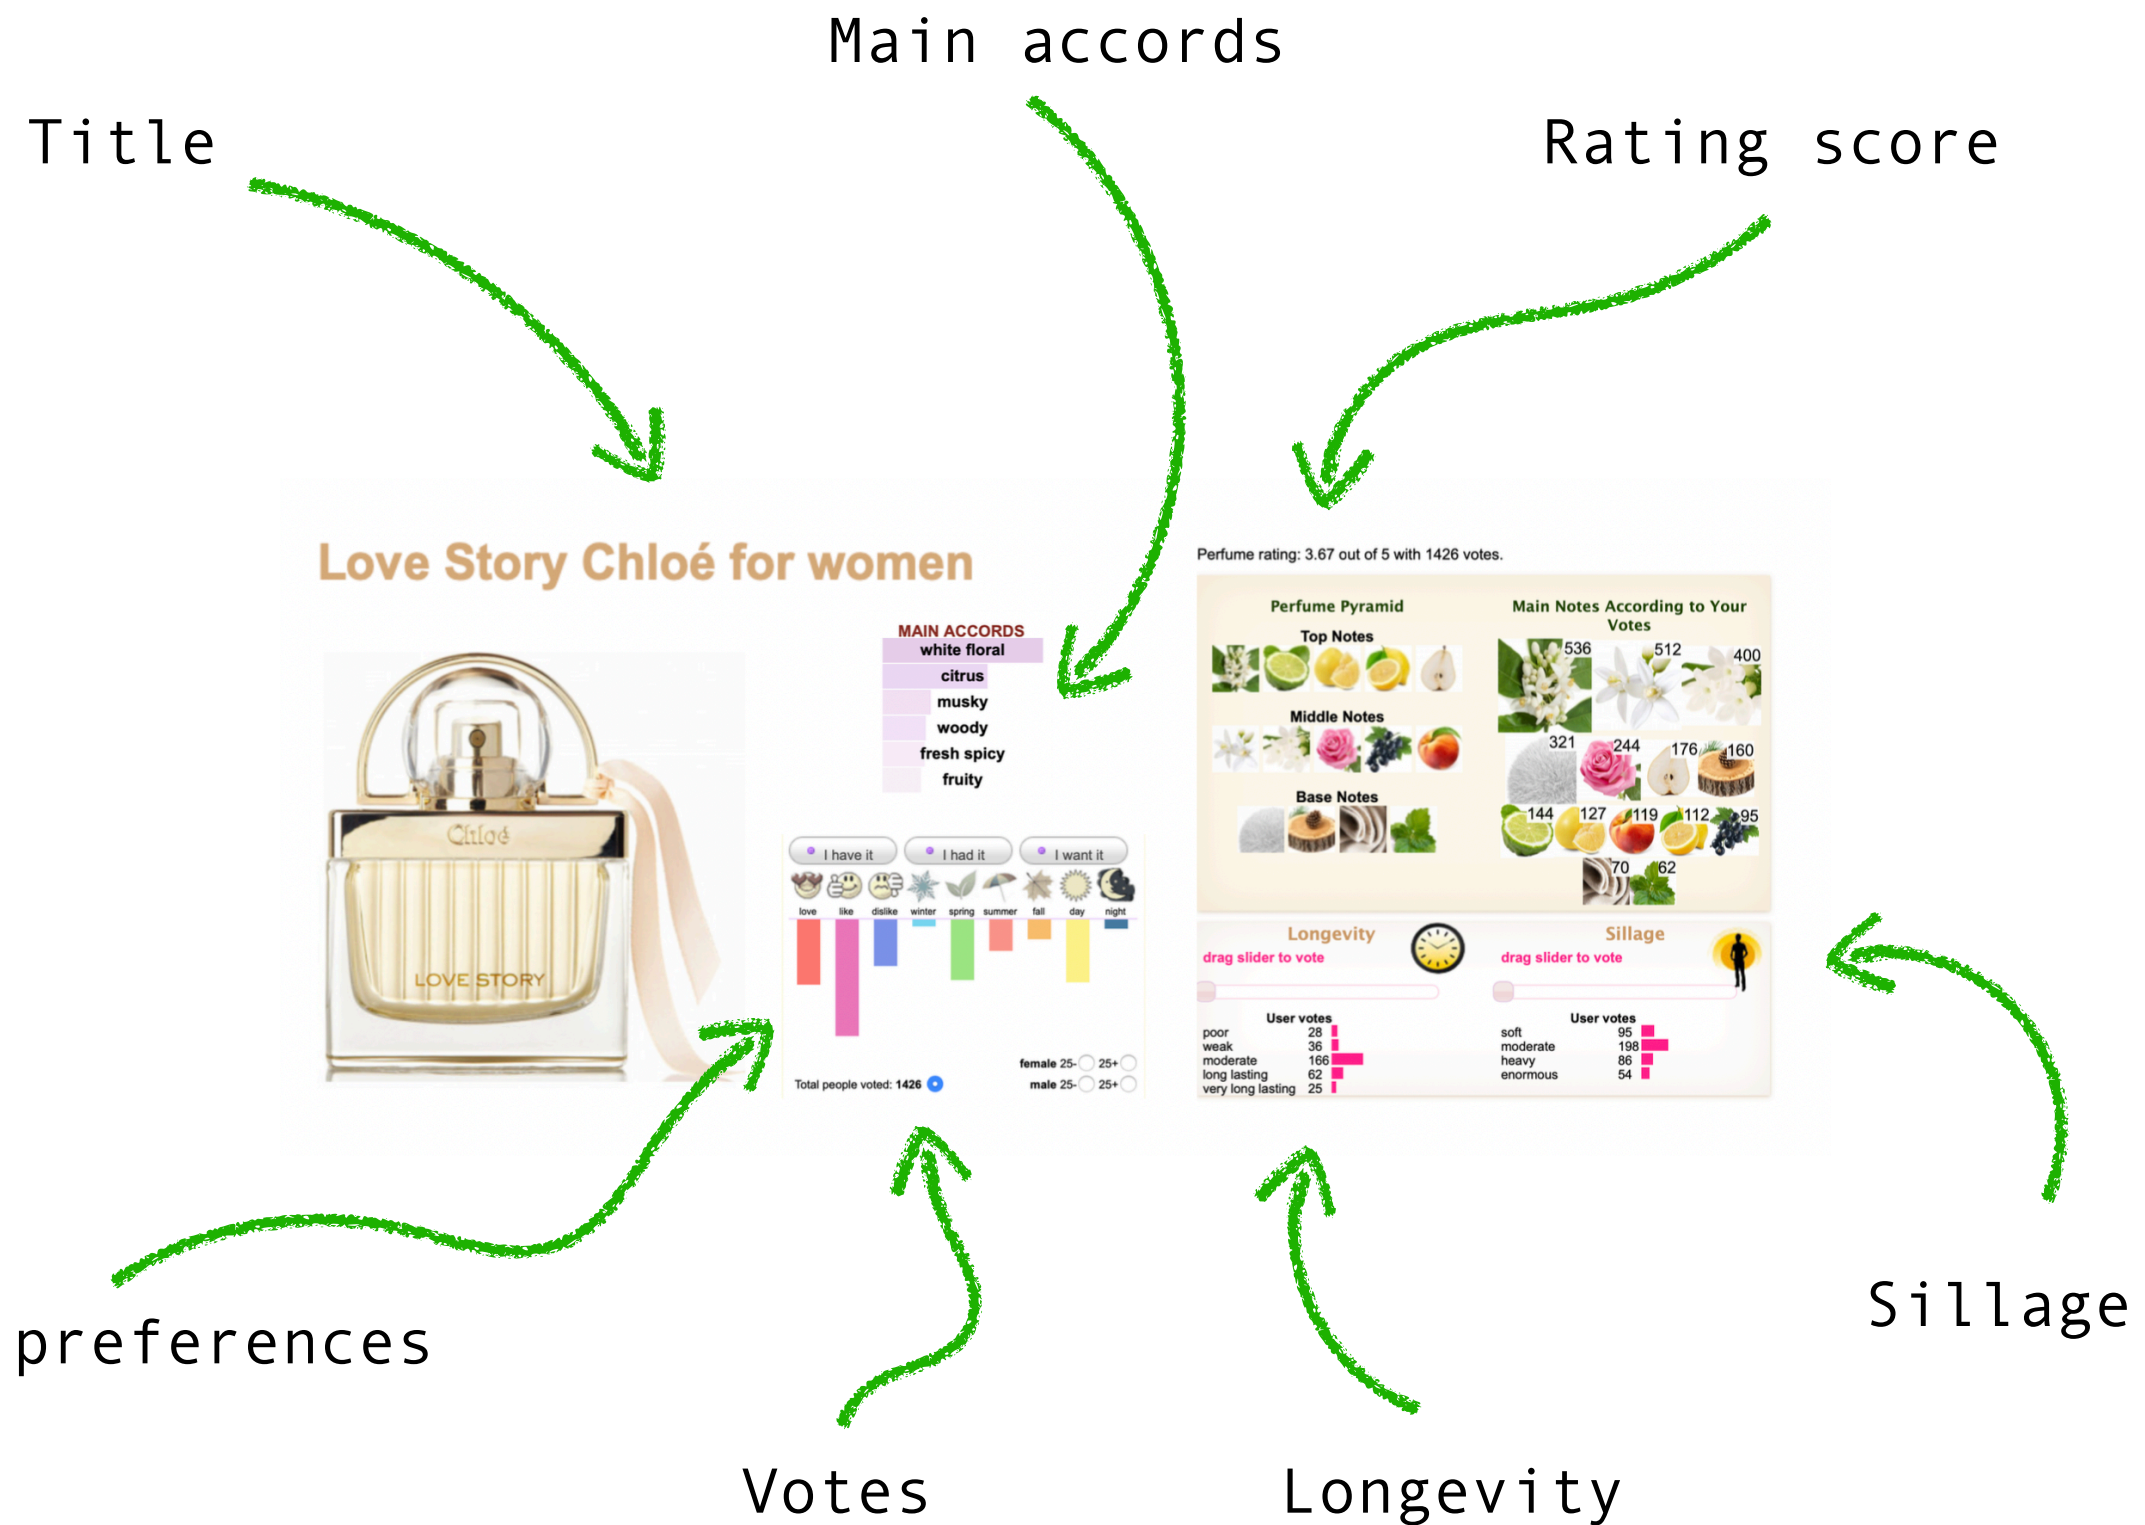 Main accords
Title
Rating score
Love Story Chloé for women
Perfume rating: 3.67 out of 5 with 1426 votes.
MAIN ACCORDS
white floral
citrus
musky
woody
fresh spicy
fruity
Chloé
LOVE STORY
I have it
I had it
I want it
love like dislike winter spring summer fall day night
female 25- 25+
Total people voted: 1426
male 25- 25+
Perfume Pyramid
Top Notes
Middle Notes
Base Notes
Main Notes According to Your
Votes
536 512 400
321 244 176 160
144 127 119 112 95
70 62
Longevity
drag slider to vote
User votes
poor 28
weak 36
moderate 166
long lasting 62
very long lasting 25
Sillage
drag slider to vote
User votes
soft 95
moderate 198
heavy 86
enormous 54
preferences
Votes
Longevity
Sillage